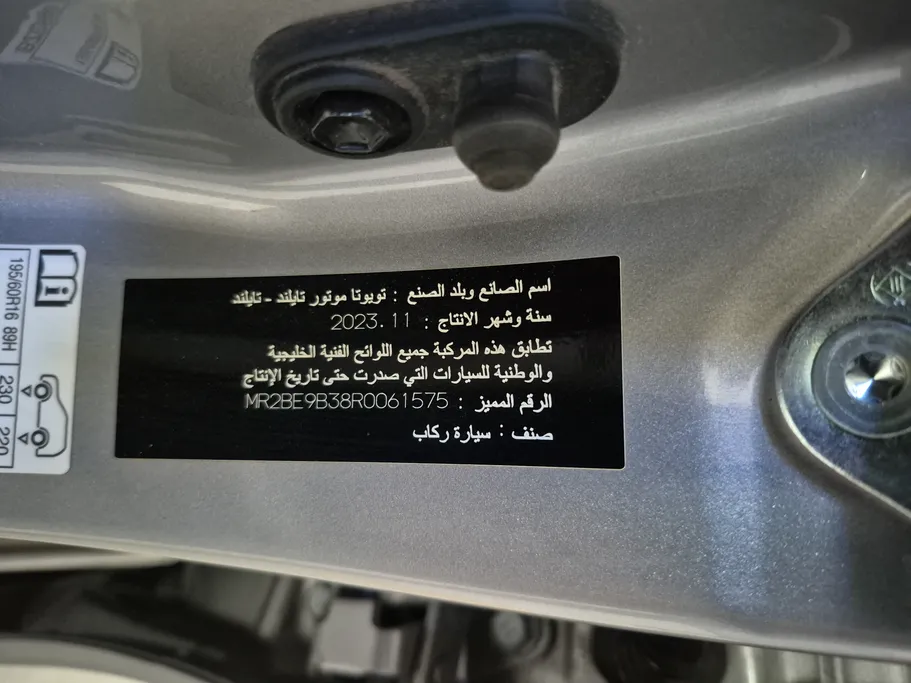 اسم الصانع وبلد الصنع : تويوتا موتور تايلند - تايلند
سنة وشهر الانتاج : 2023.11
تطابق هذه المركبة جميع اللوائح الفنية الخليجية
والوطنية للسيارات التي صدرت حتى تاريخ الإنتاج
الرقم المميز : MR2BE9B38R0061575
صنف : سيارة ركاب
195/60R16 89H
230
220